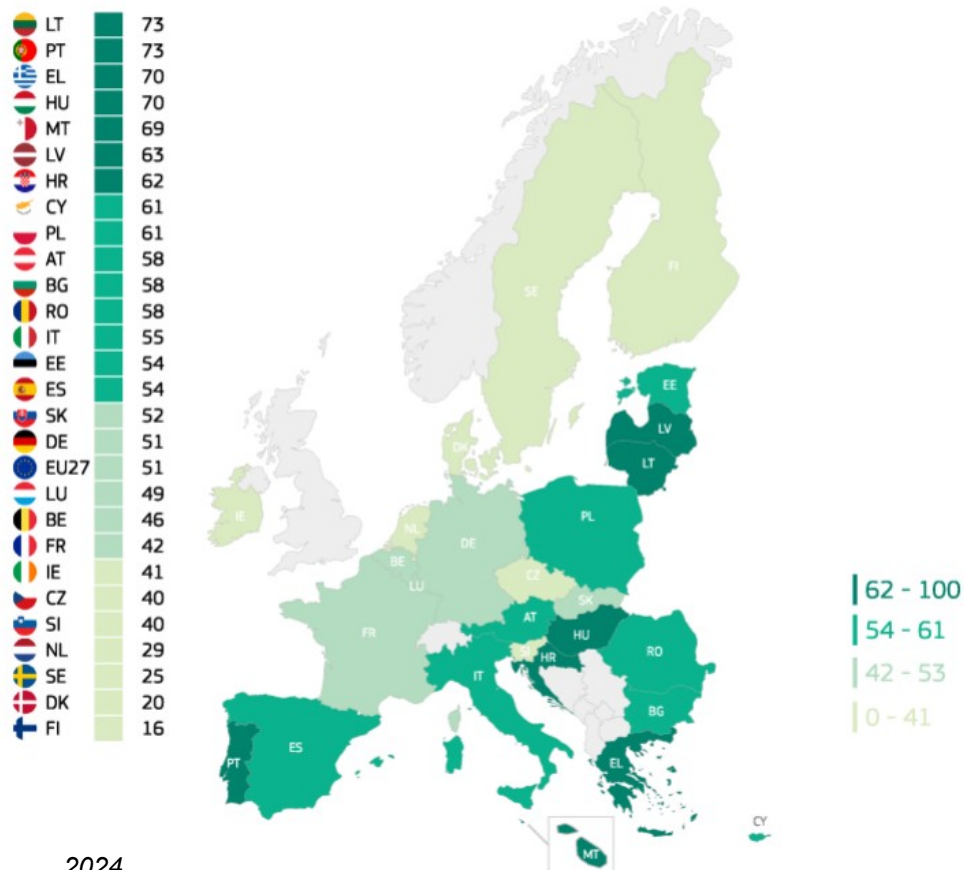 LT 73
PT 73
EL 70
HU 70
MT 69
LV 63
HR 62
CY 61
PL 61
AT 58
BG 58
RO 58
IT 55
EE 54
ES 54
SK 52
DE 51
EU27 51
LU 49
BE 46
FR 42
IE 41
CZ 40
SI 40
NL 29
SE 25
DK 20
FI 16
FI
SE
EE
LV
DK
LT
IE
PL
NL
DE
BE
CZ
LU
SK
AT
FR
HU
SI
RO
HR
IT
BG
ES
PT
EL
CY
MT
62 - 100
54 - 61
42 - 53
0 - 41
2024